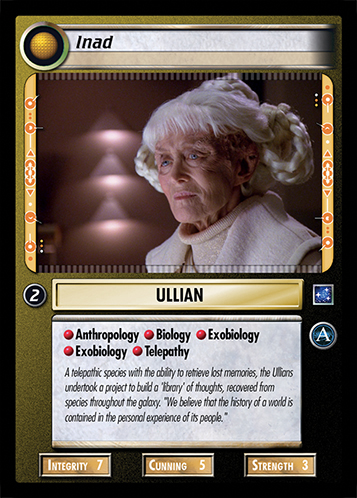 Inad
2
ULLIAN
Anthropology Biology Exobiology
Exobiology Telepathy
A
A telepathic species with the ability to retrieve lost memories, the Ullians
undertook a project to build a 'library' of thoughts, recovered from
species throughout the galaxy. "We believe that the history of a world is
contained in the personal experience of its people."
INTEGRITY 7
CUNNING 5
STRENGTH 3